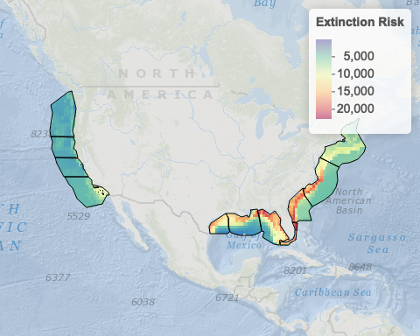 Extinction Risk
5,000
10,000
15,000
20,000
NORTH
AMERICA
823
5529
6377
6038
6721
8201
8648
Gulf
Mexico
North
American
Basin
Sargasso
Sea
Caribbean Sea